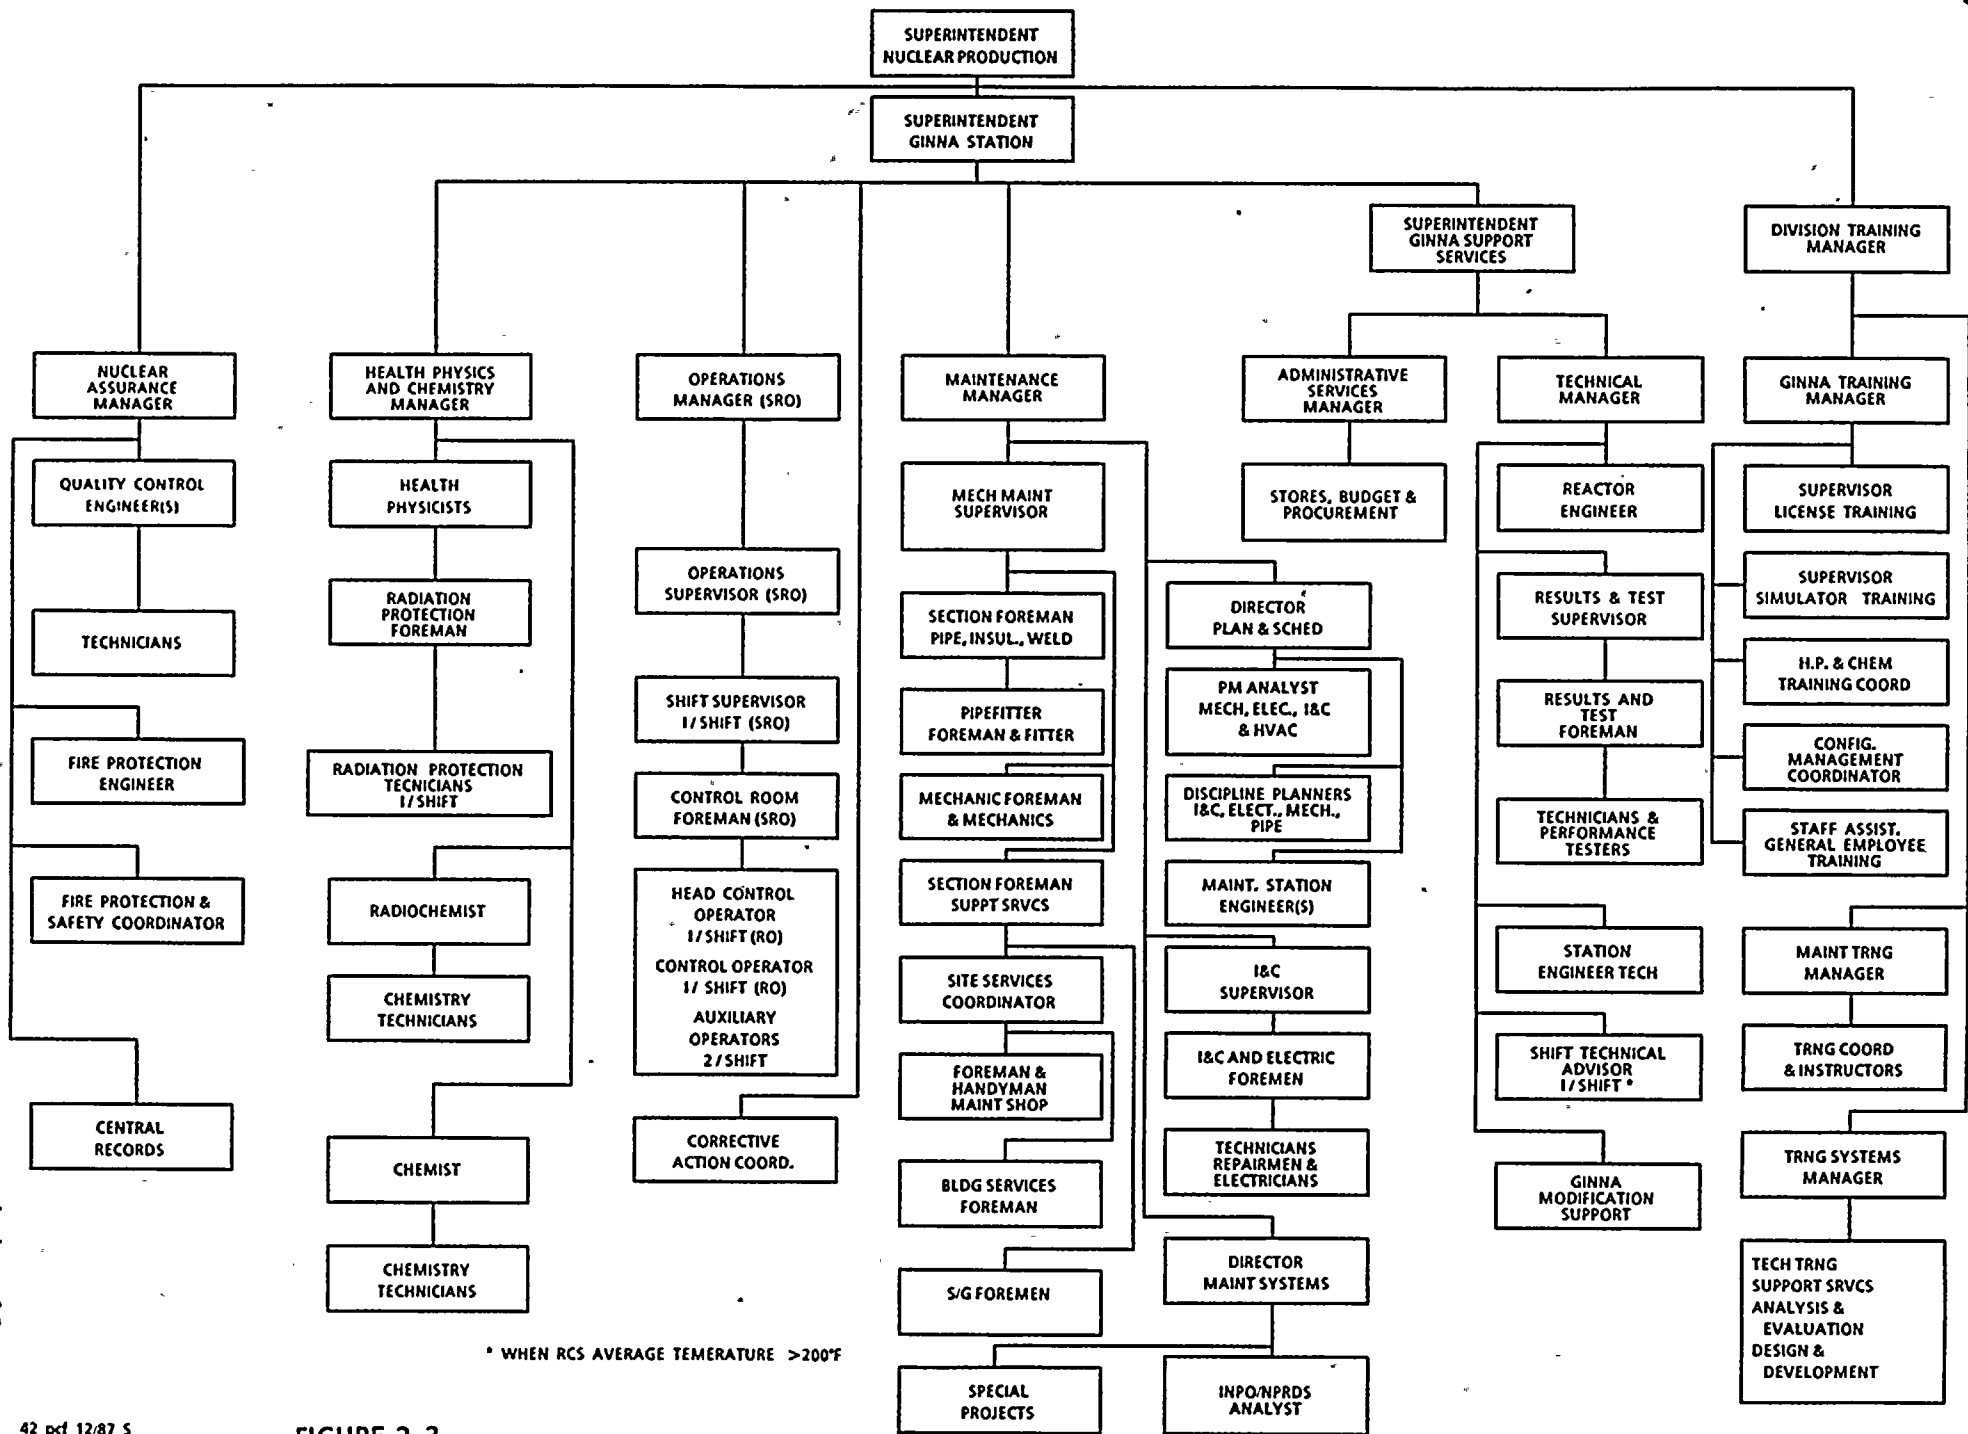 SUPERINTENDENT
NUCLEAR PRODUCTION
SUPERINTENDENT
GINNA STATION
SUPERINTENDENT
GINNA SUPPORT
SERVICES
DIVISION TRAINING
MANAGER
NUCLEAR
ASSURANCE
MANAGER
HEALTH PHYSICS
AND CHEMISTRY
MANAGER
OPERATIONS
MANAGER (SRO)
MAINTENANCE
MANAGER
ADMINISTRATIVE
SERVICES
MANAGER
TECHNICAL
MANAGER
GINNA TRAINING
MANAGER
QUALITY CONTROL
ENGINEER(S)
TECHNICIANS
FIRE PROTECTION
ENGINEER
FIRE PROTECTION &
SAFETY COORDINATOR
CENTRAL
RECORDS
HEALTH
PHYSICISTS
RADIATION
PROTECTION
FOREMAN
RADIATION PROTECTION
TECNICIANS
1/SHIFT
RADIOCHEMIST
CHEMISTRY
TECHNICIANS
CHEMIST
CHEMISTRY
TECHNICIANS
OPERATIONS
SUPERVISOR (SRO)
SHIFT SUPERVISOR
1/SHIFT (SRO)
CONTROL ROOM
FOREMAN (SRO)
HEAD CONTROL
OPERATOR
1/SHIFT (RO)
CONTROL OPERATOR
1/ SHIFT (RO)
AUXILIARY
OPERATORS
2/SHIFT
CORRECTIVE
ACTION COORD.
MECH MAINT
SUPERVISOR
SECTION FOREMAN
PIPE, INSUL., WELD
PIPEFITTER
FOREMAN & FITTER
MECHANIC FOREMAN
& MECHANICS
SECTION FOREMAN
SUPPT SRVCS
SITE SERVICES
COORDINATOR
FOREMAN &
HANDYMAN
MAINT SHOP
BLDG SERVICES
FOREMAN
S/G FOREMEN
SPECIAL
PROJECTS
DIRECTOR
PLAN & SCHED
PM ANALYST
MECH, ELEC., I&C
& HVAC
DISCIPLINE PLANNERS
I&C, ELECT., MECH.,
PIPE
MAINT. STATION
ENGINEER(S)
I&C
SUPERVISOR
I&C AND ELECTRIC
FOREMEN
TECHNICIANS
REPAIRMEN &
ELECTRICIANS
DIRECTOR
MAINT SYSTEMS
INPO/NPRDS
ANALYST
STORES, BUDGET &
PROCUREMENT
REACTOR
ENGINEER
RESULTS & TEST
SUPERVISOR
RESULTS AND
TEST
FOREMAN
TECHNICIANS &
PERFORMANCE
TESTERS
STATION
ENGINEER TECH
SHIFT TECHNICAL
ADVISOR
1/SHIFT *
GINNA
MODIFICATION
SUPPORT
SUPERVISOR
LICENSE TRAINING
SUPERVISOR
SIMULATOR TRAINING
H.P. & CHEM
TRAINING COORD
CONFIG.
MANAGEMENT
COORDINATOR
STAFF ASSIST.
GENERAL EMPLOYEE
TRAINING
MAINT TRNG
MANAGER
TRNG COORD
& INSTRUCTORS
TRNG SYSTEMS
MANAGER
TECH TRNG
SUPPORT SRVCS
ANALYSIS &
EVALUATION
DESIGN &
DEVELOPMENT
* WHEN RCS AVERAGE TEMERATURE >200°F
42 pcf 12/87 S